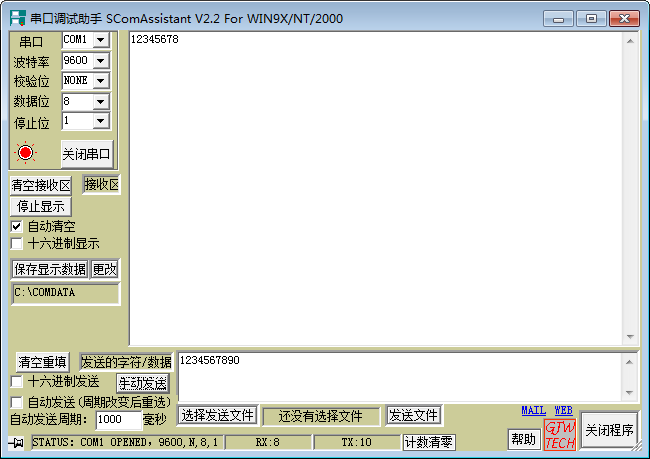 串口调试助手 SComAssistant V2.2 For WIN9X/NT/2000
串口 COM1
波特率 9600
校验位 NONE
数据位 8
停止位 1
关闭串口
清空接收区 接收区
停止显示
自动清空
十六进制显示
保存显示数据 更改
C:\COMDATA
12345678
清空重填 发送的字符/数据 1234567890
十六进制发送 手动发送
自动发送(周期改变后重选)
自动发送周期: 1000 毫秒
选择发送文件 还没有选择文件 发送文件
MAIL WEB
帮助 GJW TECH 关闭程序
STATUS: COM1 OPENED, 9600,N,8,1 RX:8 TX:10 计数清零